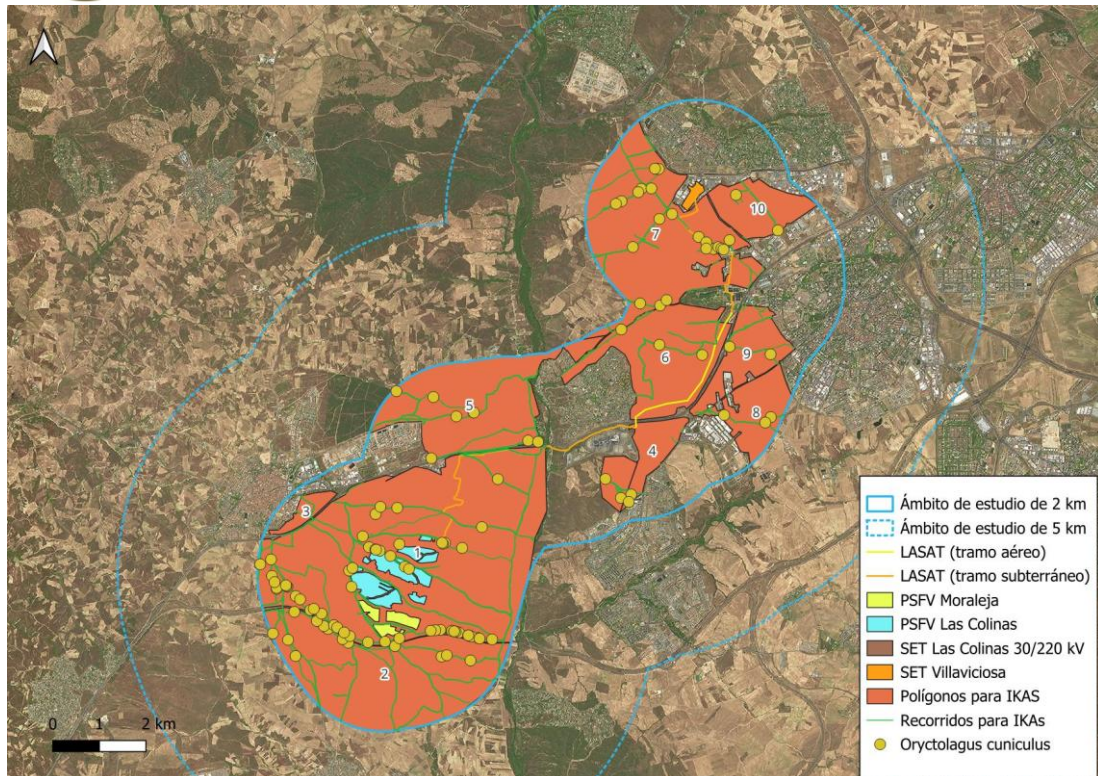 10
7
6
9
5
8
4
3
1
2
0 1 2 km
Ámbito de estudio de 2 km
Ámbito de estudio de 5 km
LASAT (tramo aéreo)
LASAT (tramo subterráneo)
PSFV Moraleja
PSFV Las Colinas
SET Las Colinas 30/220 kV
SET Villaviciosa
Polígonos para IKAS
Recorridos para IKAs
Oryctolagus cuniculus